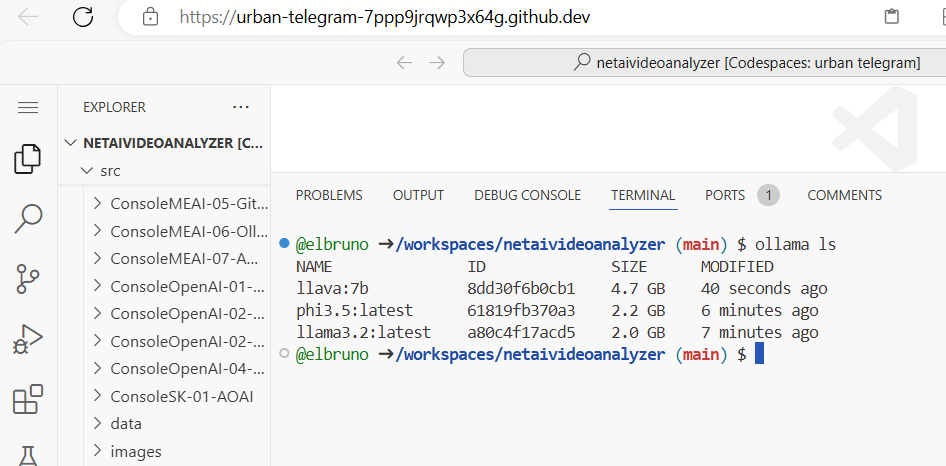 https://urban-telegram-7ppp9jrqwp3x64g.github.dev
netaivideoanalyzer [Codespaces: urban telegram]
EXPLORER ...
NETAIVIDEOANALYZER [C...
src
ConsoleMEAI-05-Git...
ConsoleMEAI-06-Oll...
ConsoleMEAI-07-A...
ConsoleOpenAI-01-...
ConsoleOpenAI-02-...
ConsoleOpenAI-02-...
ConsoleOpenAI-04-...
ConsoleSK-01-AOAI
data
images
PROBLEMS OUTPUT DEBUG CONSOLE TERMINAL PORTS 1 COMMENTS
@elbruno ➜/workspaces/netaivideoanalyzer (main) $ ollama ls
NAME ID SIZE MODIFIED
llava:7b 8dd30f6b0cb1 4.7 GB 40 seconds ago
phi3.5:latest 61819fb370a3 2.2 GB 6 minutes ago
llama3.2:latest a80c4f17acd5 2.0 GB 7 minutes ago
@elbruno ➜/workspaces/netaivideoanalyzer (main) $